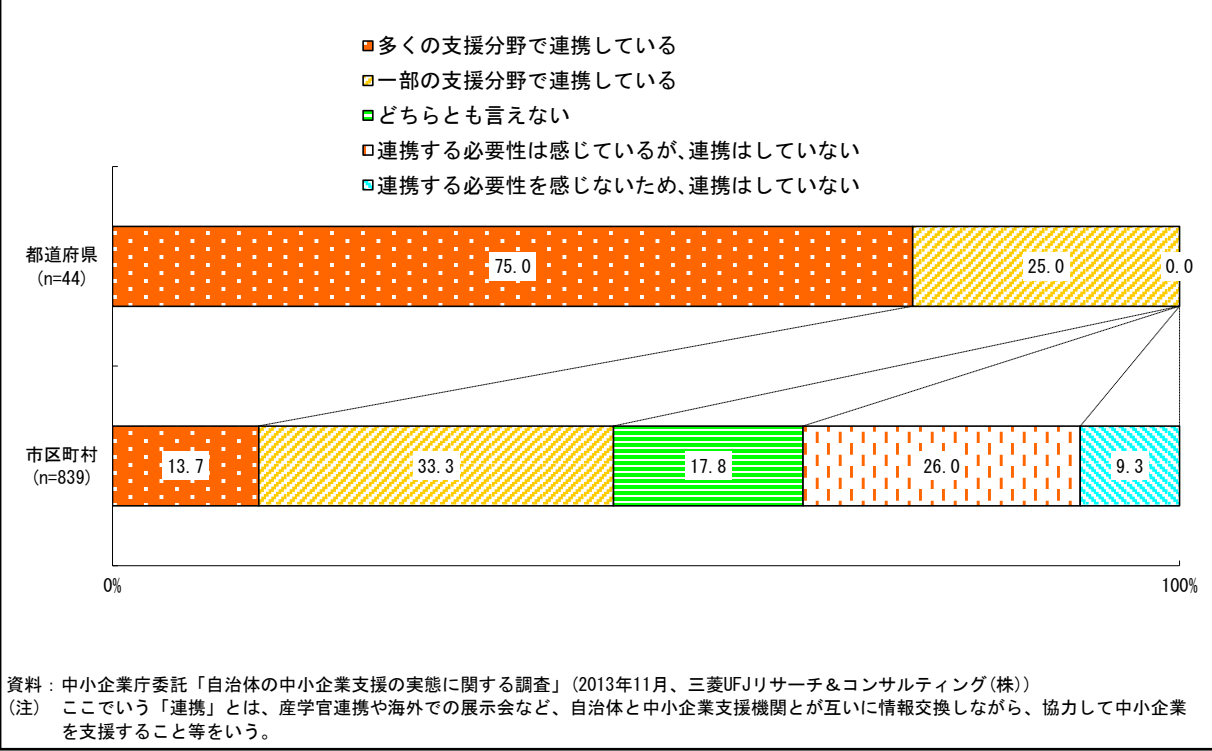 多くの支援分野で連携している
一部の支援分野で連携している
どちらとも言えない
連携する必要性は感じているが、連携はしていない
連携する必要性を感じないため、連携はしていない
都道府県
(n=44)
75.0
25.0
0.0
市区町村
(n=839)
13.7
33.3
17.8
26.0
9.3
0%
100%
資料：中小企業庁委託「自治体の中小企業支援の実態に関する調査」（2013年11月、三菱UFJリサーチ＆コンサルティング(株)）
（注）　ここでいう「連携」とは、産学官連携や海外での展示会など、自治体と中小企業支援機関とが互いに情報交換しながら、協力して中小企業
を支援すること等をいう。